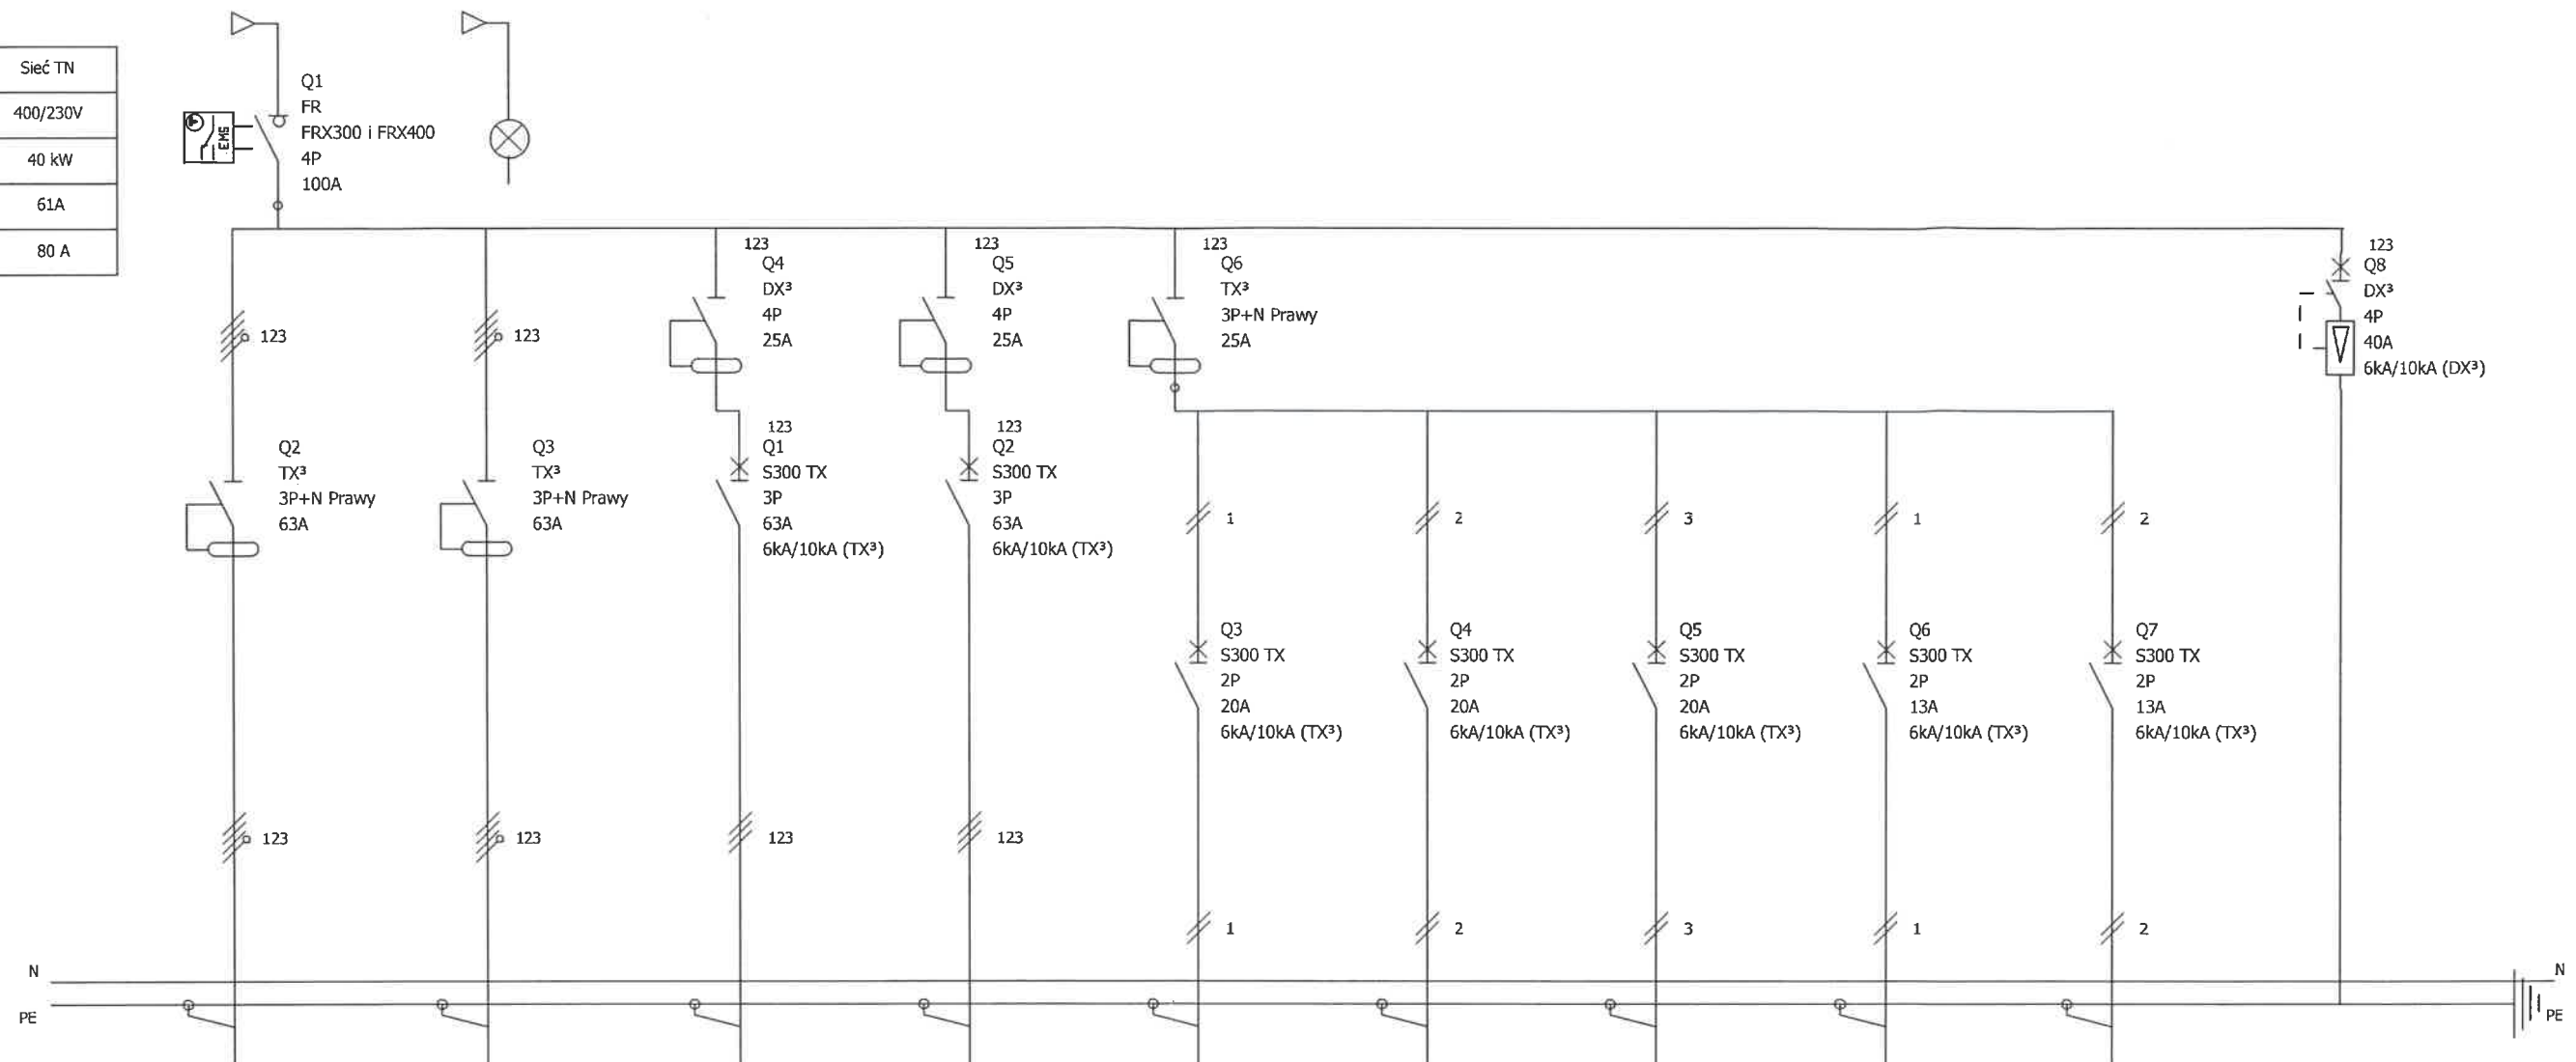 Sieć TN
400/230V
40 kW
61A
80 A
EMS
Q1
FR
FRX300 i FRX400
4P
100A
123
123
123
Q4
DX³
4P
25A
123
Q5
DX³
4P
25A
123
Q6
TX³
3P+N Prawy
25A
123
Q8
DX³
4P
40A
6kA/10kA (DX³)
Q2
TX³
3P+N Prawy
63A
Q3
TX³
3P+N Prawy
63A
123
Q1
S300 TX
3P
63A
6kA/10kA (TX³)
123
Q2
S300 TX
3P
63A
6kA/10kA (TX³)
1
2
3
1
2
Q3
S300 TX
2P
20A
6kA/10kA (TX³)
Q4
S300 TX
2P
20A
6kA/10kA (TX³)
Q5
S300 TX
2P
20A
6kA/10kA (TX³)
Q6
S300 TX
2P
13A
6kA/10kA (TX³)
Q7
S300 TX
2P
13A
6kA/10kA (TX³)
123
123
123
123
1
2
3
1
2
N
N
PE
PE